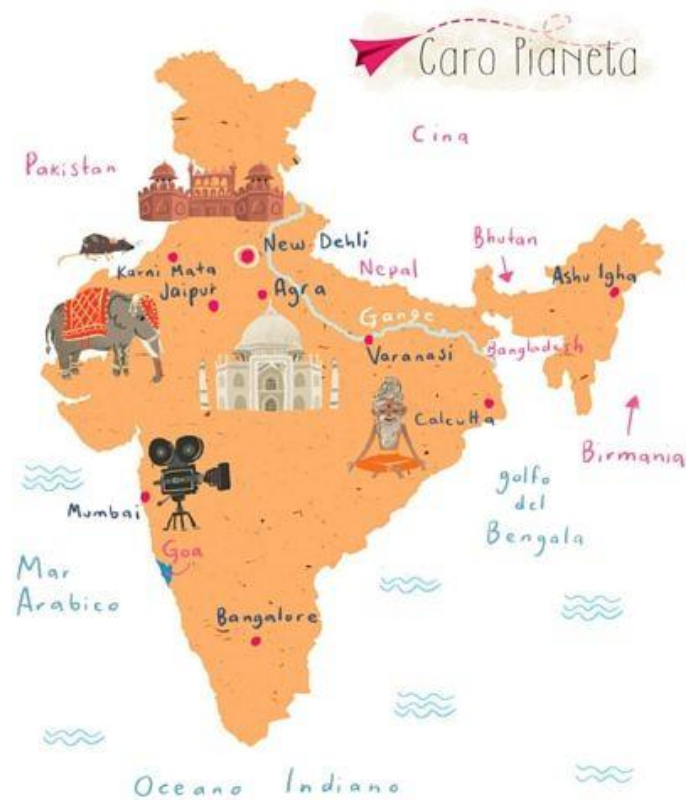 Caro Pianeta
Cina
Pakistan
New Dehli
Bhutan
Karni Mata
Nepal
Ashu Igha
Jaipur
Agra
Gange
Varanasi
Bangladesh
Calcutta
Birmania
golfo
del
Bengala
Mumbai
Goa
Mar
Arabico
Bangalore
Oceano Indiano